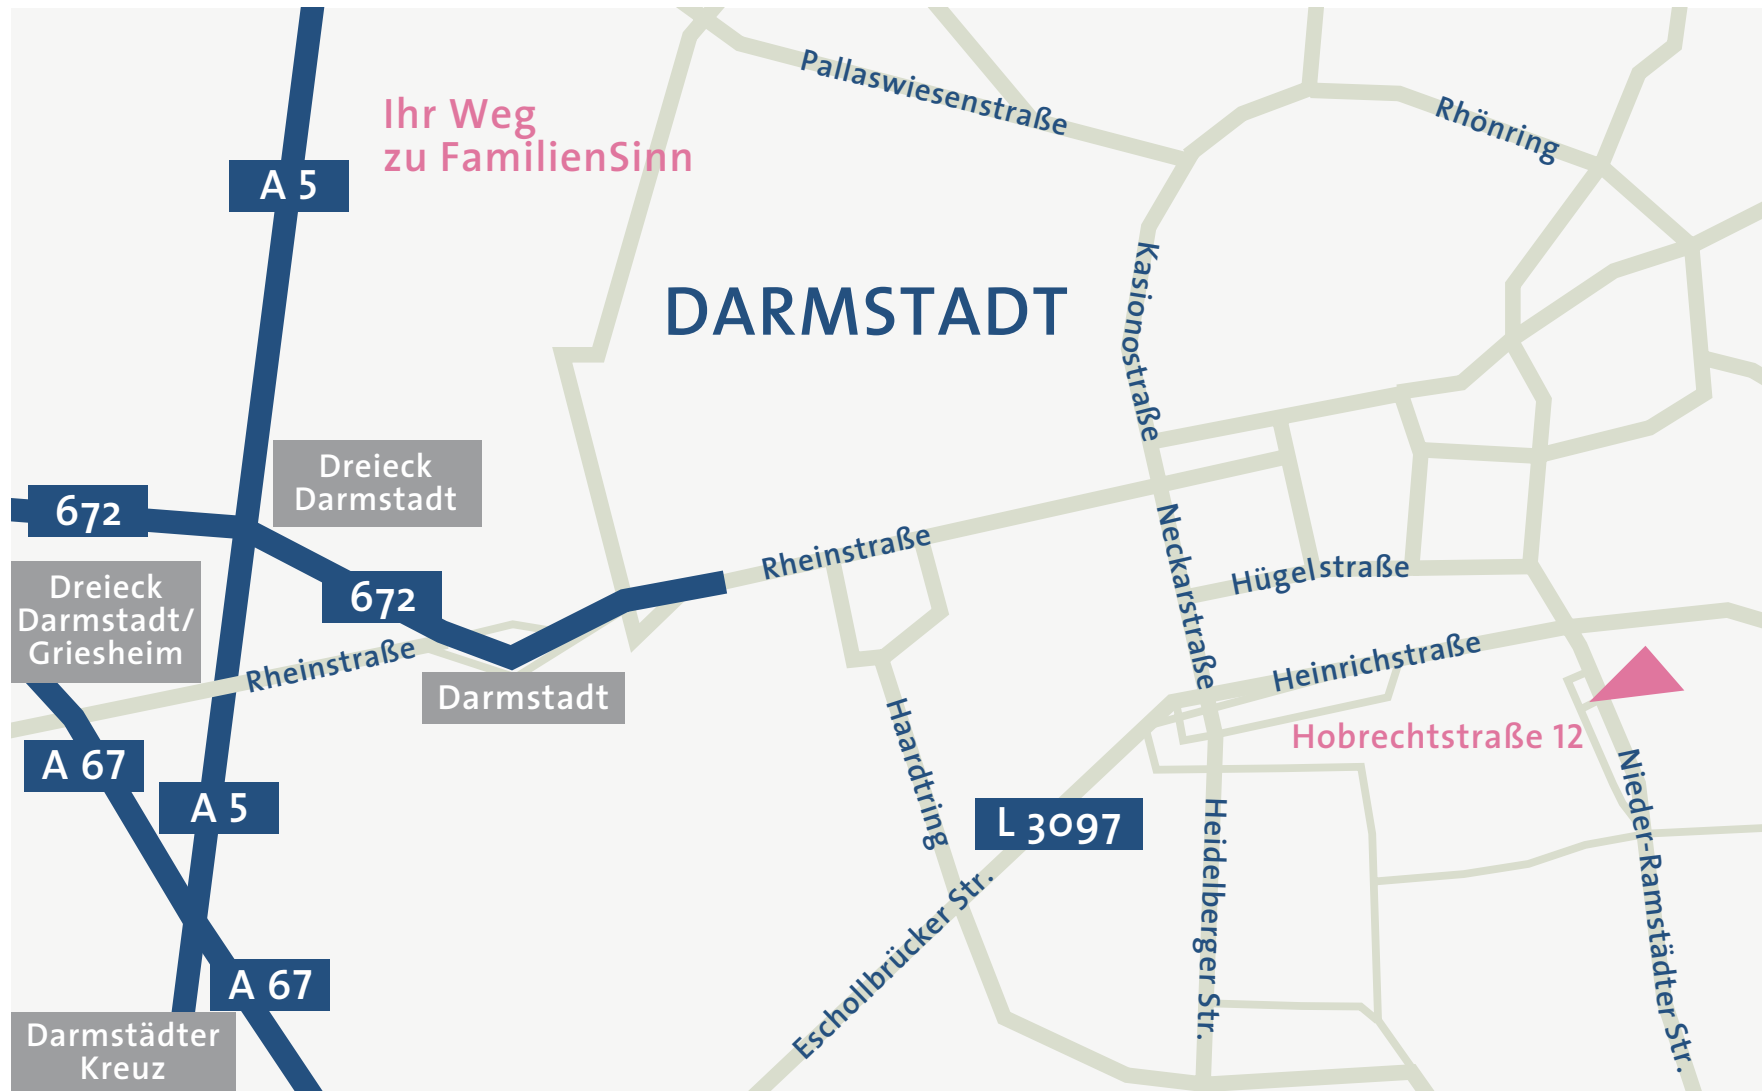 Pallaswiesenstraße
Rhönring
Ihr Weg
zu FamilienSinn
A 5
Kasionostraße
DARMSTADT
Dreieck
Darmstadt
672
Rheinstraße
Neckarstraße
Hügelstraße
Dreieck
Darmstadt/
Griesheim
672
Rheinstraße
Heinrichstraße
Darmstadt
Haardtring
Hobrechtstraße 12
A 67
A 5
L 3097
Nieder-Ramstädter Str.
Heidelberger Str.
Eschollbrücker Str.
A 67
Darmstädter
Kreuz